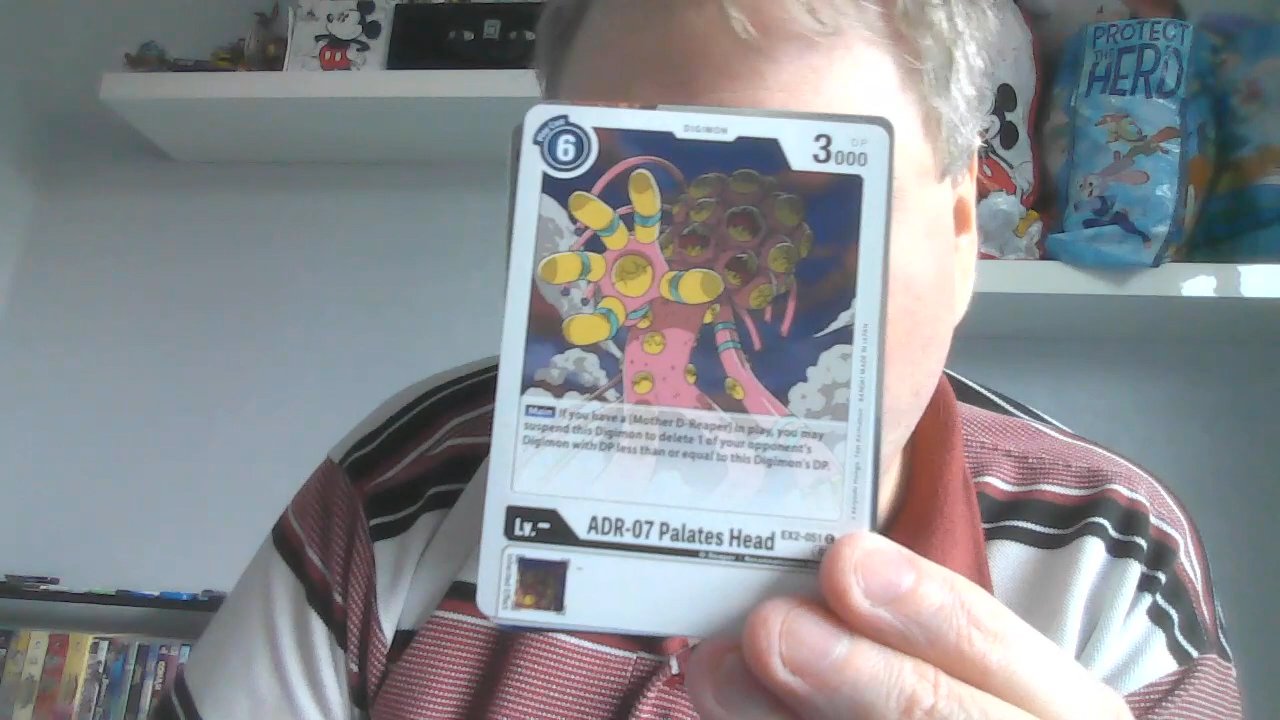 PROTECT
THE
HERD
DIGIMON
6
DP
3000
Main If you have a [Mother D-Reaper] in play, you may
suspend this Digimon to delete 1 of your opponent's
Digimon with DP less than or equal to this Digimon's DP.
Lv.-
ADR-07 Palates Head
EX2-051 C
D-Reaper